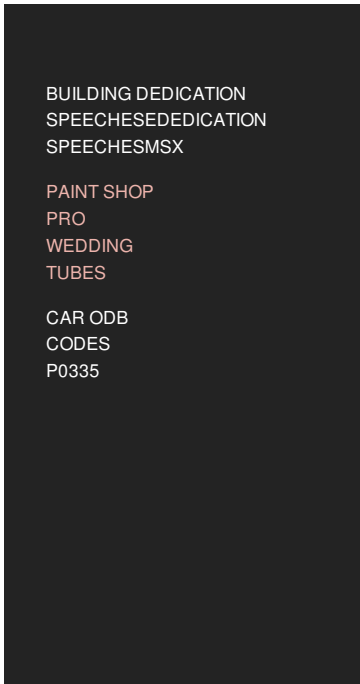 BUILDING DEDICATION
SPEECHESEDEDICATION
SPEECHESMSX
PAINT SHOP
PRO
WEDDING
TUBES
CAR ODB
CODES
P0335